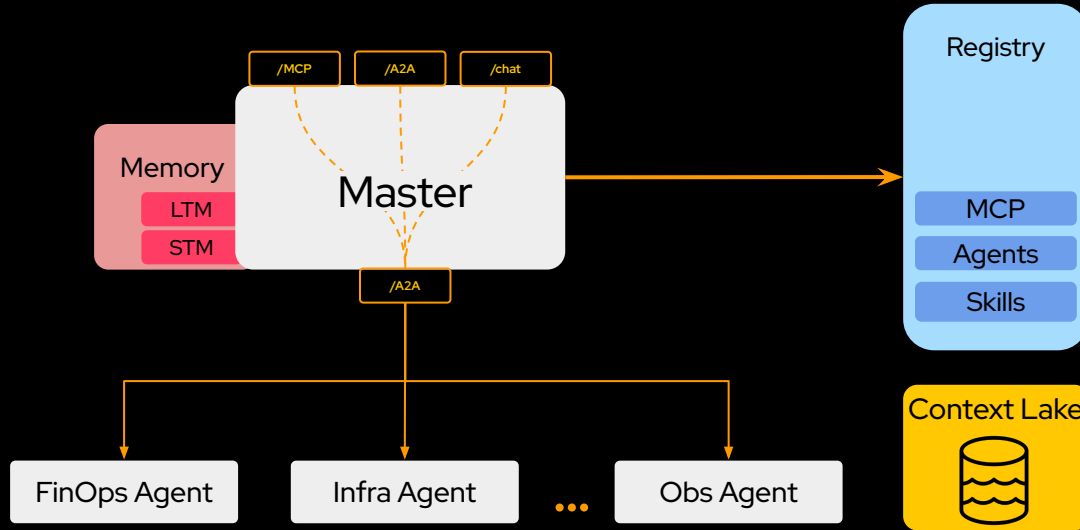 /MCP
/A2A
/chat
Registry
Memory
LTM
STM
Master
MCP
Agents
Skills
/A2A
Context Lake
FinOps Agent
Infra Agent
...
Obs Agent